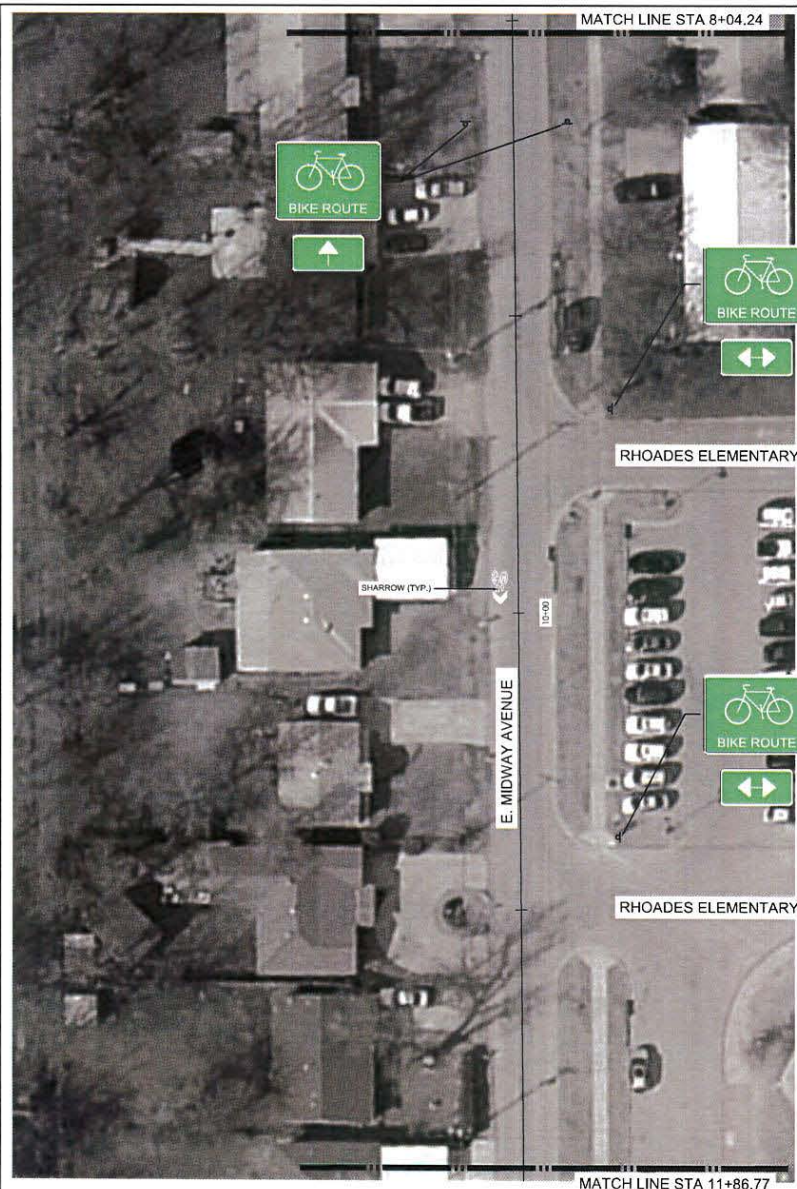 MATCH LINE STA 8+04.24
BIKE ROUTE
BIKE ROUTE
RHOADES ELEMENTARY
SHARROW (TYP.)
10+00
E. MIDWAY AVENUE
BIKE ROUTE
RHOADES ELEMENTARY
MATCH LINE STA 11+86.77